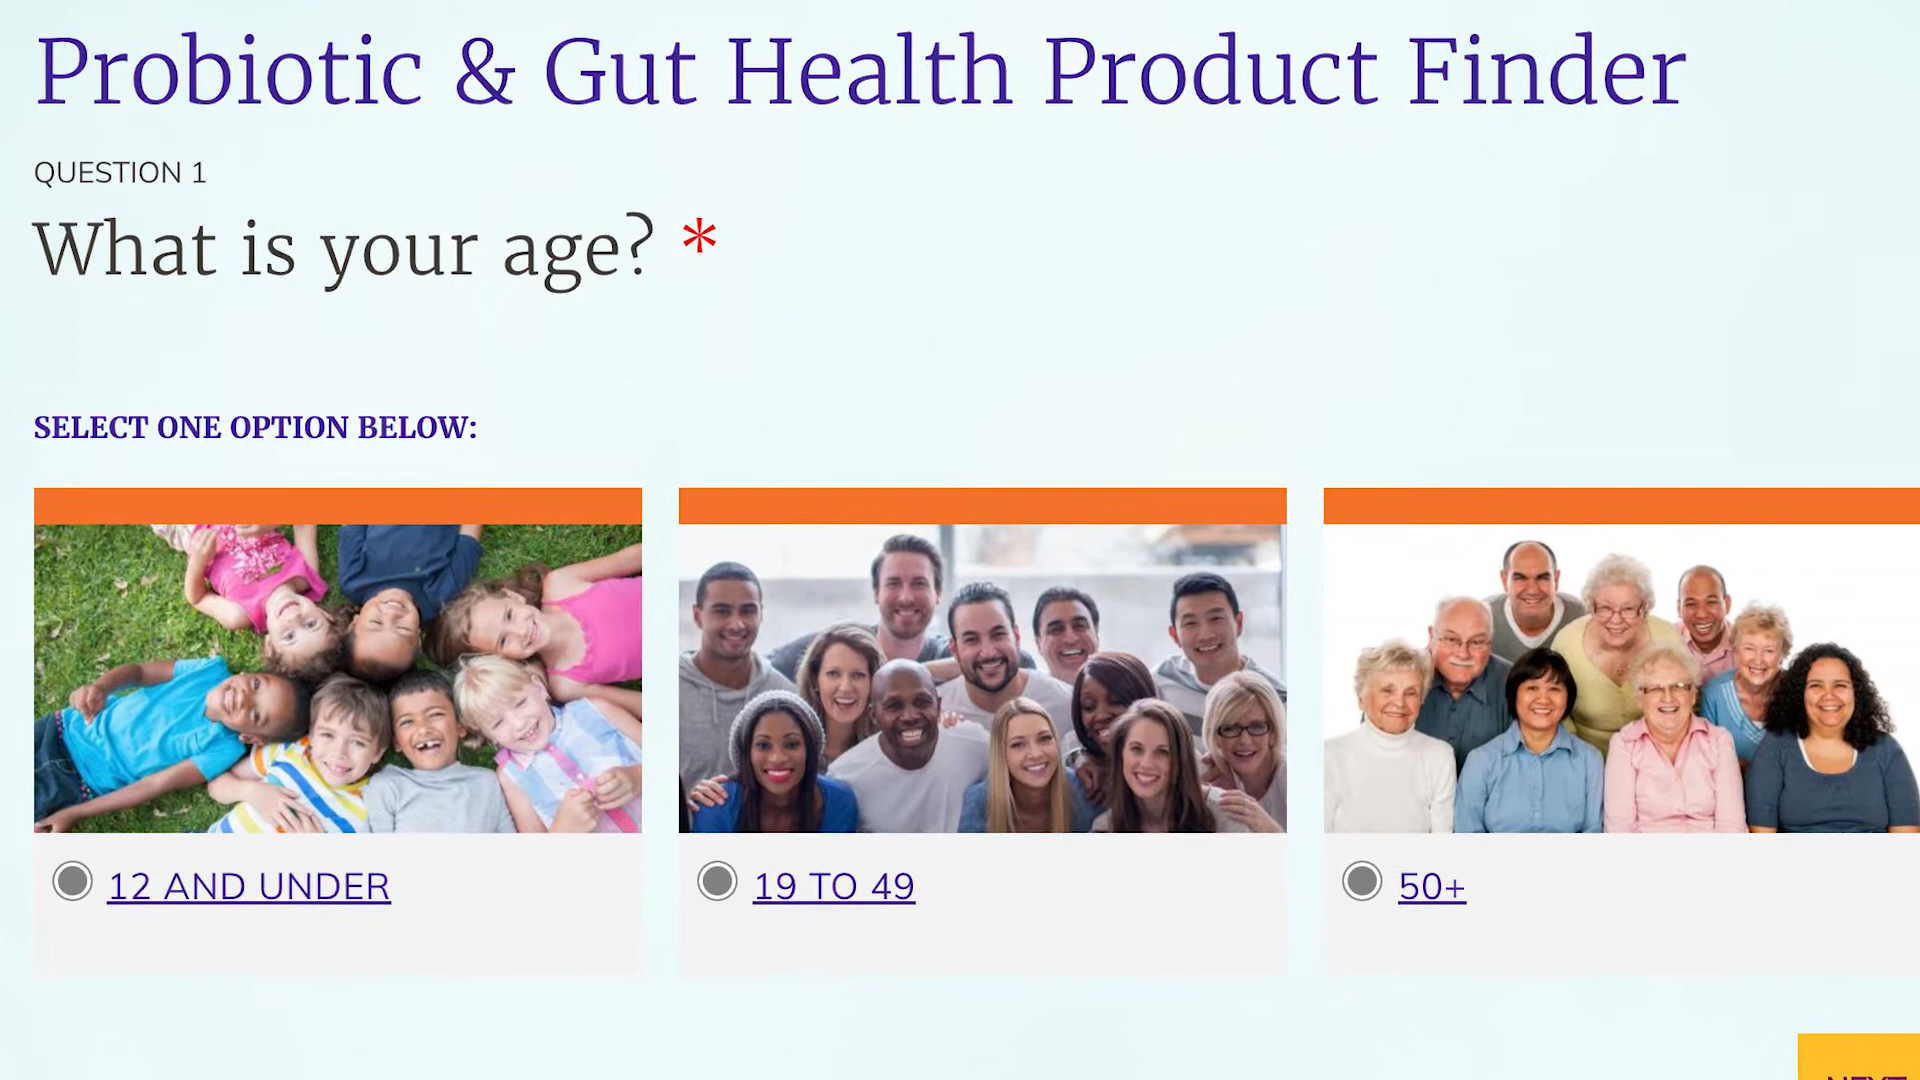 Probiotic & Gut Health Product Finder
QUESTION 1
What is your age? *
SELECT ONE OPTION BELOW:
12 AND UNDER
19 TO 49
50+
NEXT